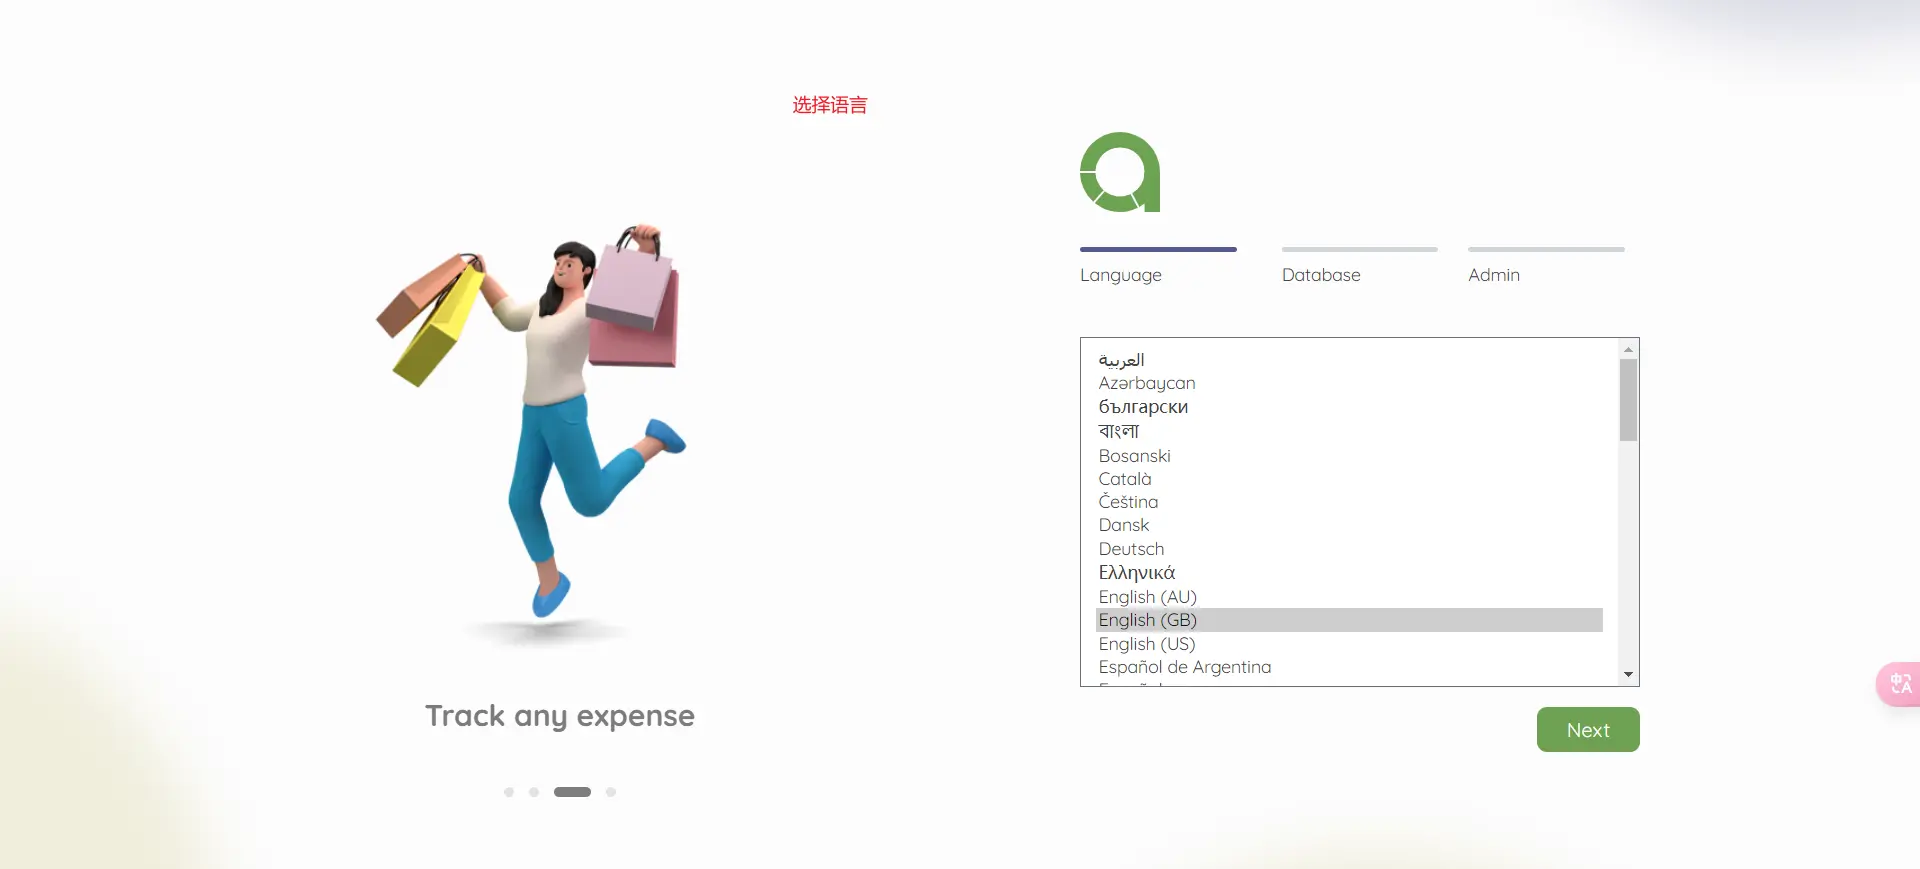 选择语言
Language
Database
Admin
العربية
Azərbaycan
български
বাংলা
Bosanski
Català
Čeština
Dansk
Deutsch
Ελληνικά
English (AU)
English (GB)
English (US)
Español de Argentina
Next
Track any expense